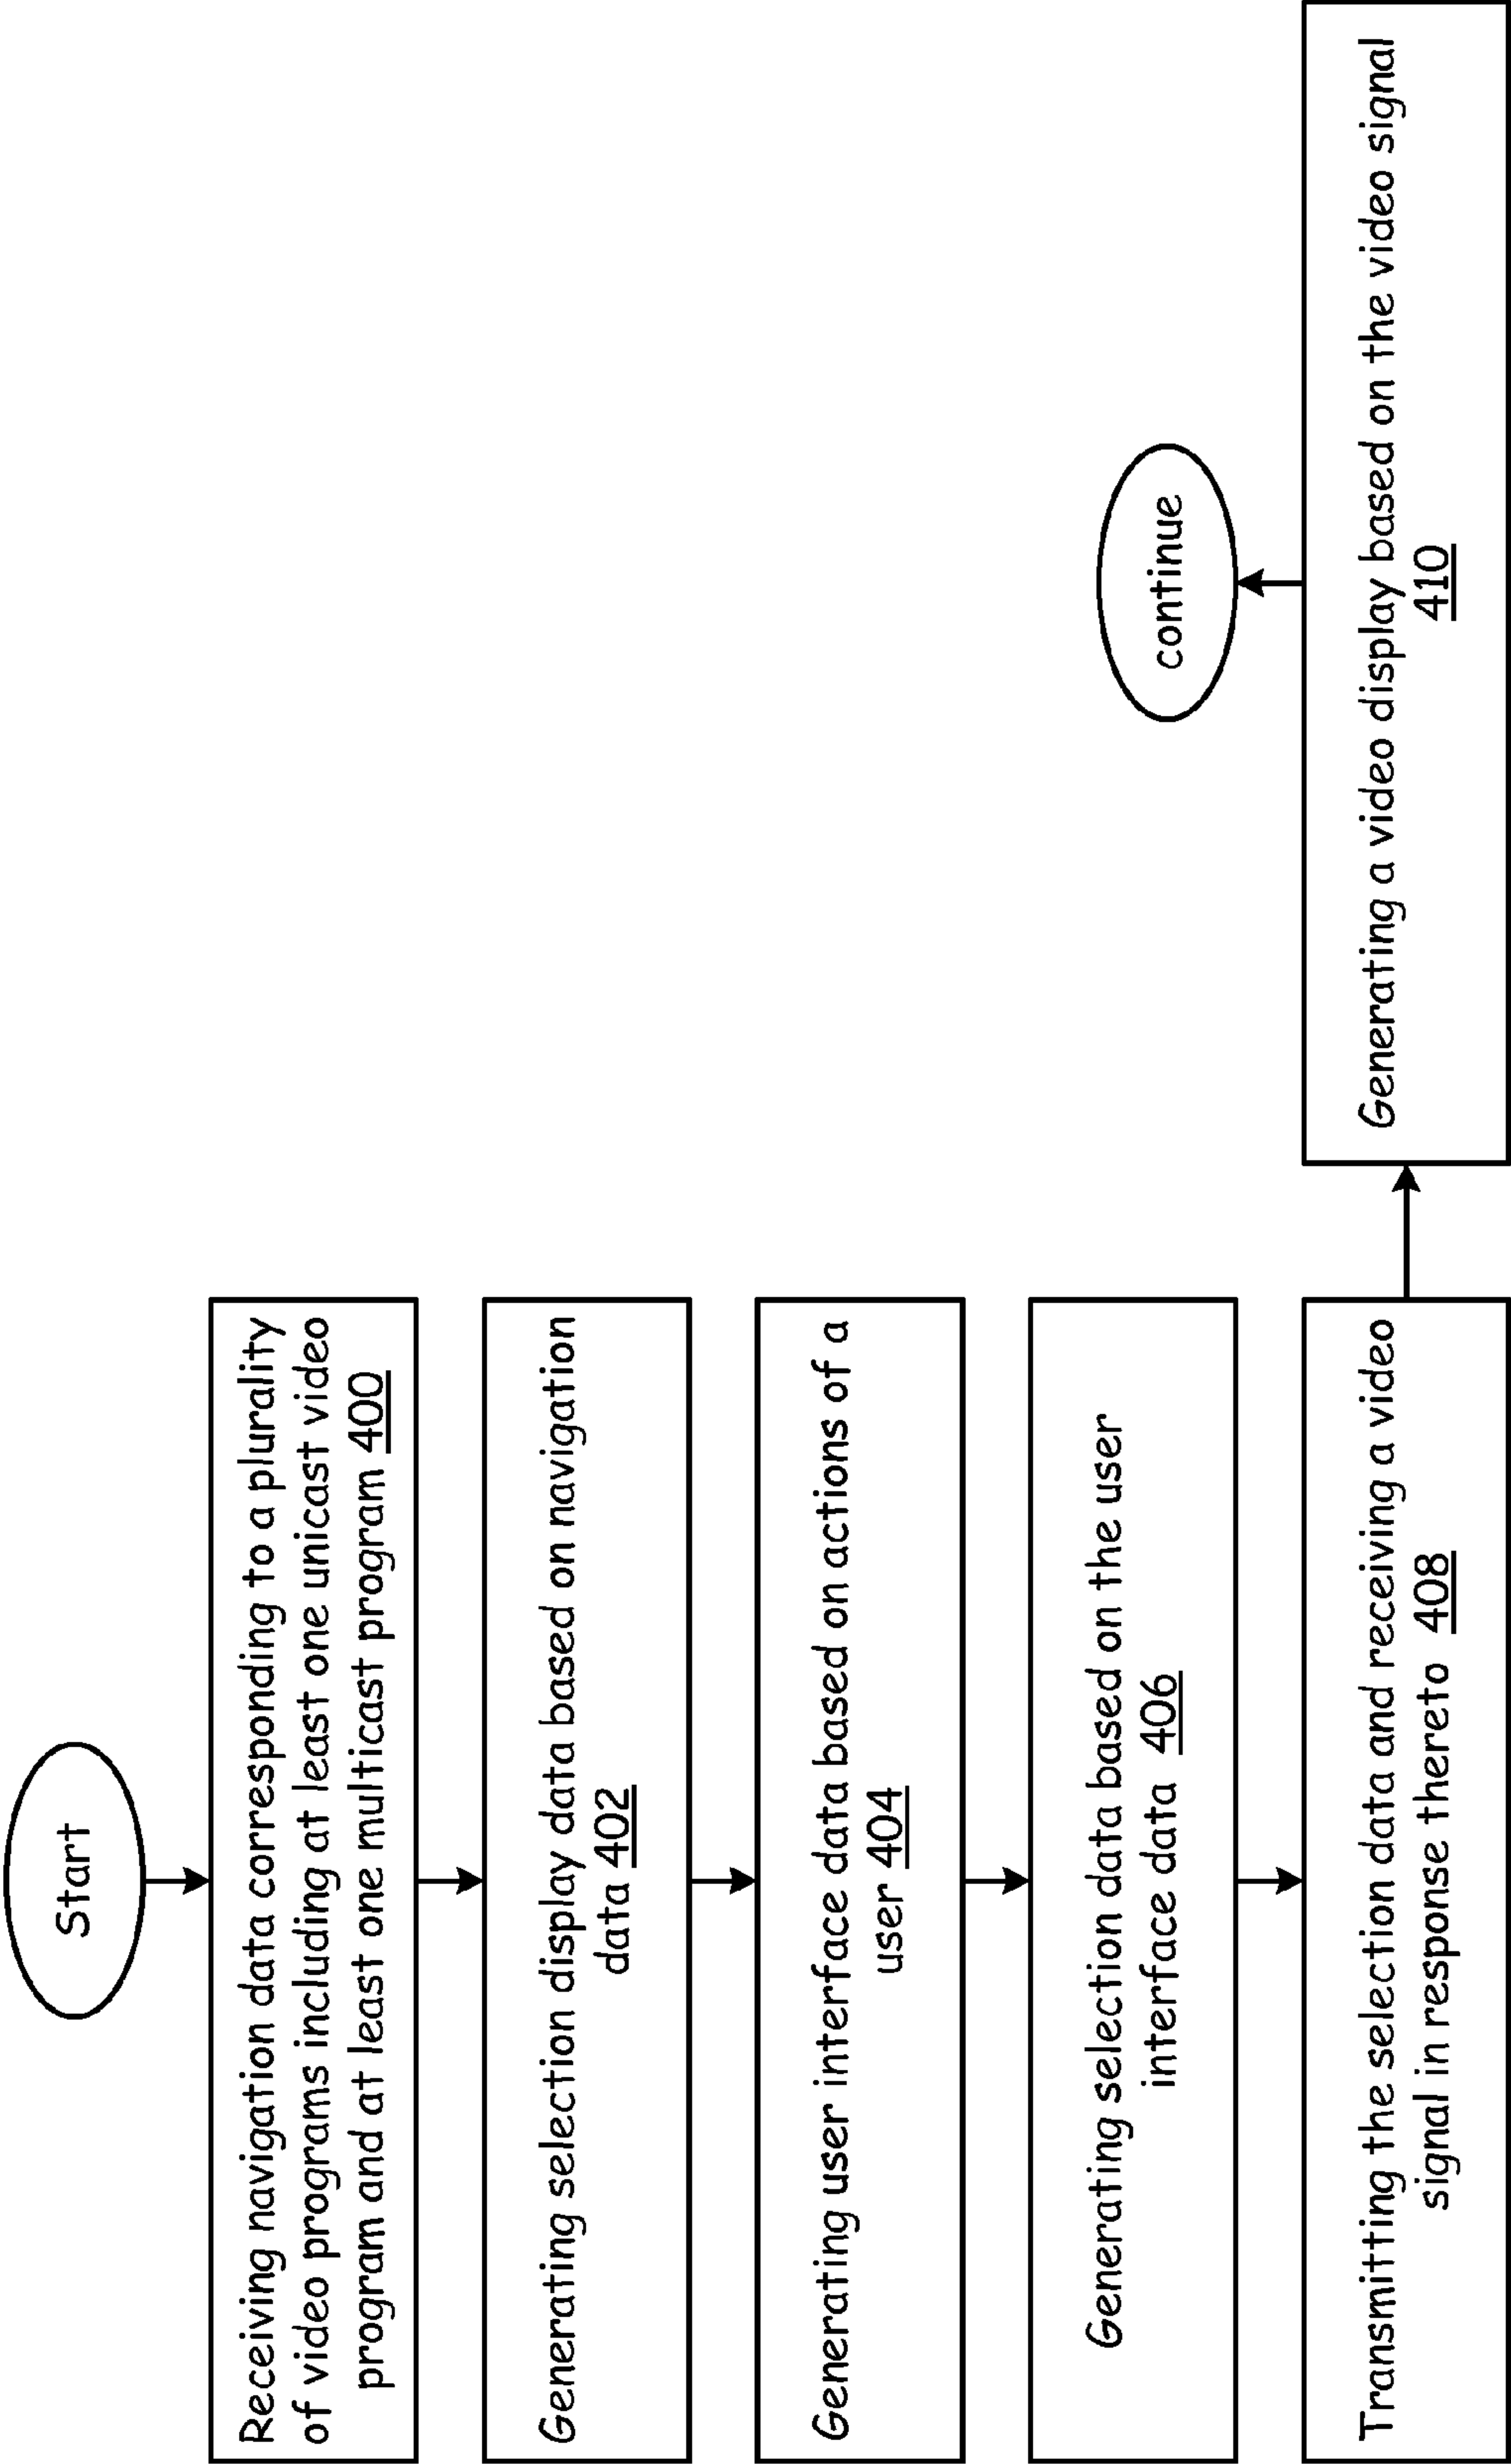 Start
Receiving navigation data corresponding to a plurality
of video programs including at least one unicast video
program and at least one multicast program 400
Generating selection display data based on navigation
data 402
Generating user interface data based on actions of a
user 404
Generating selection data based on the user
interface data 406
Transmitting the selection data and receiving a video
signal in response thereto 408
Generating a video display based on the video signal
410
continue